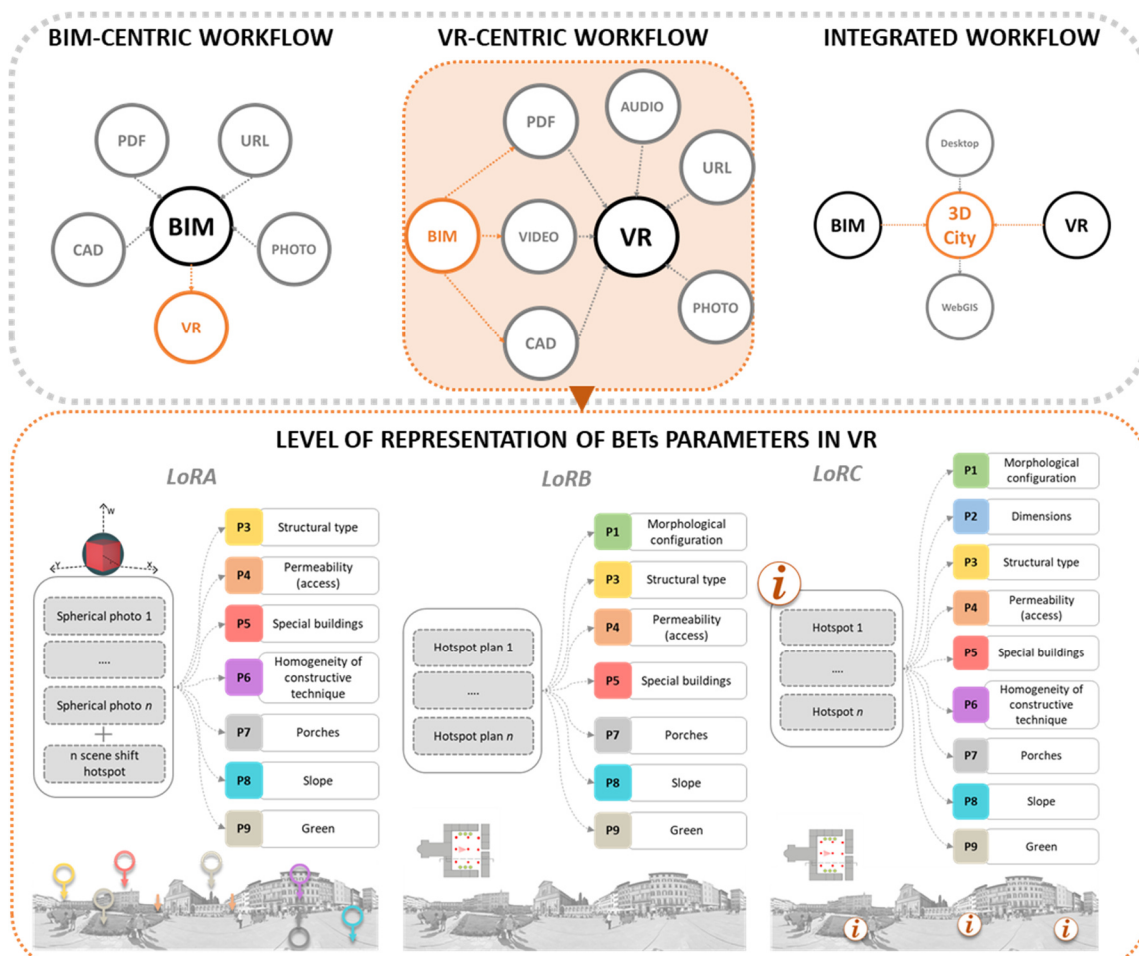 BIM-CENTRIC WORKFLOW
VR-CENTRIC WORKFLOW
INTEGRATED WORKFLOW
PDF
URL
BIM
CAD
PHOTO
VR
PDF
AUDIO
URL
BIM
VIDEO
VR
PHOTO
CAD
Desktop
BIM
3D
City
VR
WebGIS
LEVEL OF REPRESENTATION OF BETs PARAMETERS IN VR
LoRA
W
Y
X
Spherical photo 1
....
Spherical photo n
+
n scene shift
hotspot
P3 Structural type
P4 Permeability
(access)
P5 Special buildings
P6 Homogeneity of
constructive
technique
P7 Porches
P8 Slope
P9 Green
LoRB
Hotspot plan 1
....
Hotspot plan n
P1 Morphological
configuration
P3 Structural type
P4 Permeability
(access)
P5 Special buildings
P7 Porches
P8 Slope
P9 Green
LoRC
i
Hotspot 1
....
Hotspot n
P1 Morphological
configuration
P2 Dimensions
P3 Structural type
P4 Permeability
(access)
P5 Special buildings
P6 Homogeneity of
constructive
technique
P7 Porches
P8 Slope
P9 Green
i
i
i